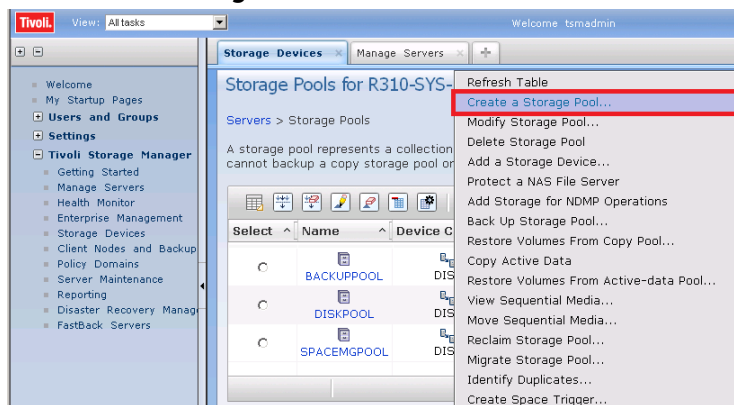 Tivoli. View: All tasks Welcome tsmadmin
Storage Devices Manage Servers
Welcome
My Startup Pages
Users and Groups
Settings
Tivoli Storage Manager
Getting Started
Manage Servers
Health Monitor
Enterprise Management
Storage Devices
Client Nodes and Backup
Policy Domains
Server Maintenance
Reporting
Disaster Recovery Manag
FastBack Servers
Storage Pools for R310-SYS-
Servers > Storage Pools
A storage pool represents a collection
cannot backup a copy storage pool or
Select Name Device C
BACKUPPOOL DIS
DISKPOOL DIS
SPACEMGPOOL DIS
Refresh Table
Create a Storage Pool...
Modify Storage Pool...
Delete Storage Pool
Add a Storage Device...
Protect a NAS File Server
Add Storage for NDMP Operations
Back Up Storage Pool...
Restore Volumes From Copy Pool...
Copy Active Data
Restore Volumes From Active-data Pool...
View Sequential Media...
Move Sequential Media...
Reclaim Storage Pool...
Migrate Storage Pool...
Identify Duplicates...
Create Space Trigger...